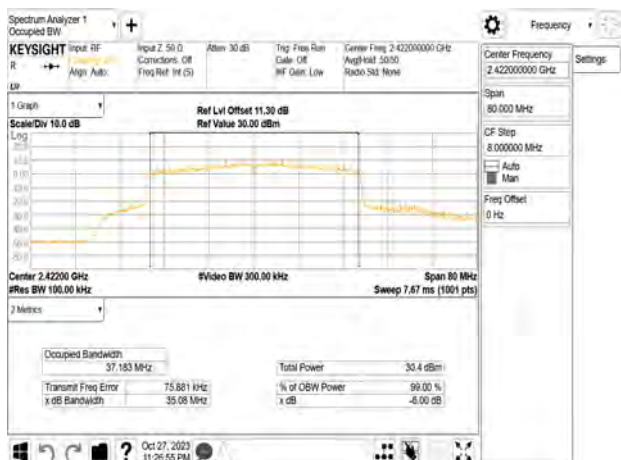 Spectrum Analyzer 1
Occupied BW
+
Frequency
KEYSIGHT
Input: RF
R
Align: Auto
Input Z: 50 Ω
Corrections: Off
Freq Ref: Int (S)
Atten: 30 dB
Trig: Free Run
Gate: Off
#IF Gain: Low
Center Freq: 2.422000000 GHz
Avg|Hold: 50/50
Radio Std: None
Center Frequency
2.422000000 GHz
Settings
Span
80.000 MHz
CF Step
8.000000 MHz
Auto
Man
Freq Offset
0 Hz
1 Graph
Scale/Div 10.0 dB
Ref Lvl Offset 11.30 dB
Ref Value 30.00 dBm
Log
Center 2.42200 GHz
#Res BW 100.00 kHz
#Video BW 300.00 kHz
Span 80 MHz
Sweep 7.67 ms (1001 pts)
2 Metrics
Occupied Bandwidth
37.183 MHz
Total Power
30.4 dBm
Transmit Freq Error
75.881 kHz
% of OBW Power
99.00 %
x dB Bandwidth
35.08 MHz
x dB
-6.00 dB
?
Oct 27, 2023
11:26:55 PM